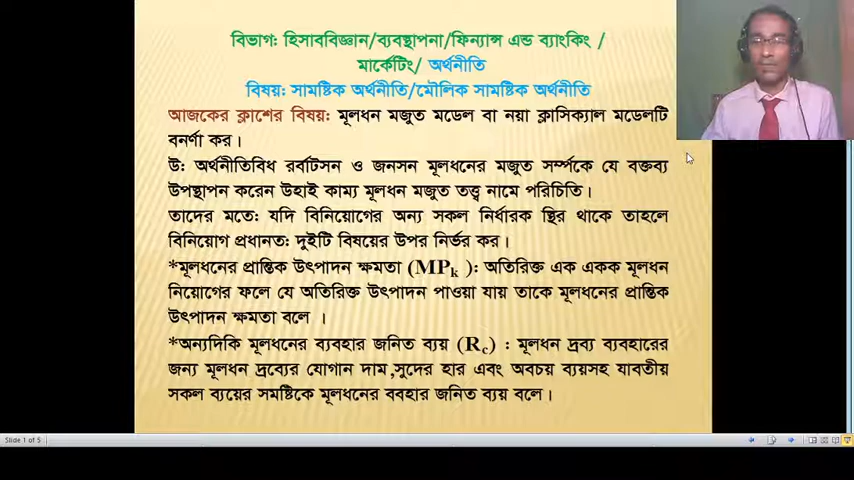 বিভাগ: হিসাববিজ্ঞান/ব্যবস্থাপনা/ফিন্যান্স এন্ড ব্যাংকিং /
মার্কেটিং/ অর্থনীতি
বিষয়: সামষ্টিক অর্থনীতি/মৌলিক সামষ্টিক অর্থনীতি
আজকের ক্লাশের বিষয়: মূলধন মজুত মডেল বা নয়া ক্লাসিক্যাল মডেলটি
বনর্ণা কর।
উ: অর্থনীতিবিধ রর্বাটসন ও জনসন মূলধনের মজুত সর্ম্পকে যে বক্তব্য
উপস্থাপন করেন উহাই কাম্য মূলধন মজুত তত্ত্ব নামে পরিচিতি।
তাদের মতে: যদি বিনিয়োগের অন্য সকল নির্ধারক স্থির থাকে তাহলে
বিনিয়োগ প্রধানত: দুইটি বিষয়ের উপর নির্ভর কর।
*মূলধনের প্রান্তিক উৎপাদন ক্ষমতা (MPk ): অতিরিক্ত এক একক মূলধন
নিয়োগের ফলে যে অতিরিক্ত উৎপাদন পাওয়া যায় তাকে মূলধনের প্রান্তিক
উৎপাদন ক্ষমতা বলে ।
*অন্যদিকি মূলধনের ব্যবহার জনিত ব্যয় (Rc) : মূলধন দ্রব্য ব্যবহারের
জন্য মূলধন দ্রব্যের যোগান দাম,সুদের হার এবং অবচয় ব্যয়সহ যাবতীয়
সকল ব্যয়ের সমষ্টিকে মূলধনের ববহার জনিত ব্যয় বলে।
Slide 1 of 5